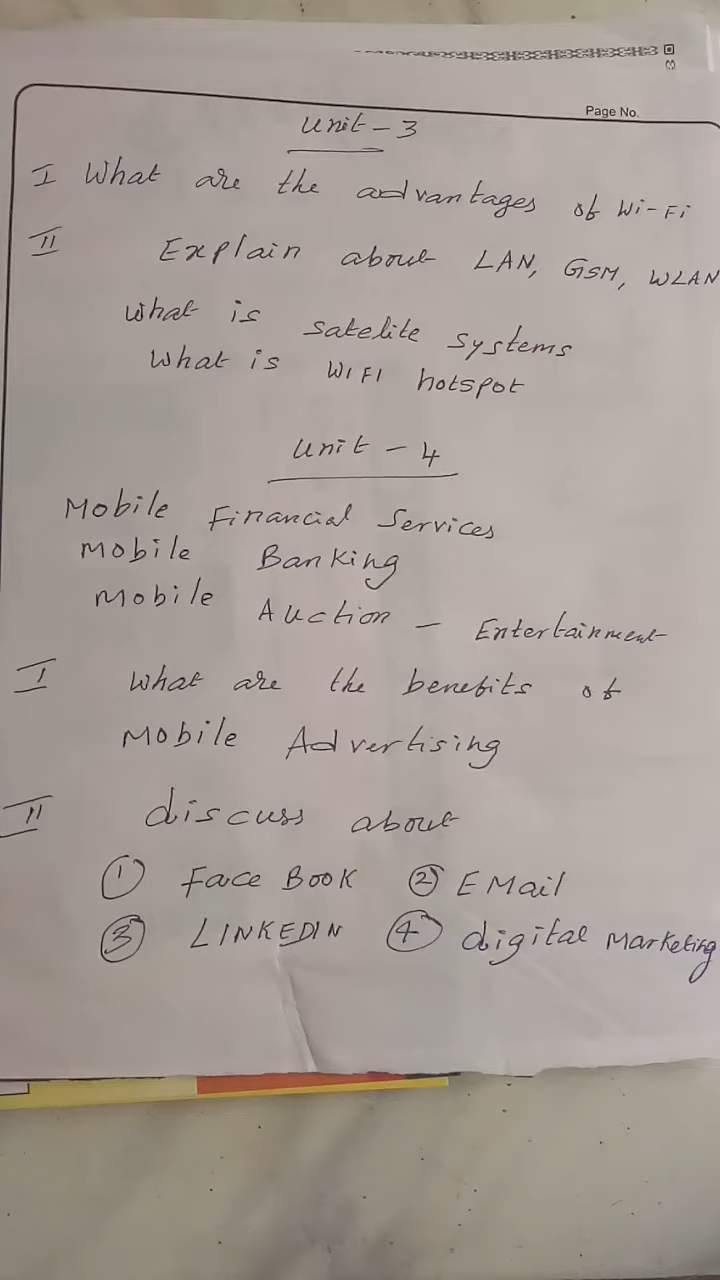 Page No.
Unit - 3
I What are the advantages of Wi-Fi
II Explain about LAN, GSM, WLAN
What is satelite systems
What is WIFI hotspot
Unit - 4
Mobile Financial Services
Mobile Banking
Mobile Auction - Entertainment
I What are the benefits of
Mobile Advertising
II discuss about
① Face Book ② EMail
③ LINKEDIN ④ digital Marketing